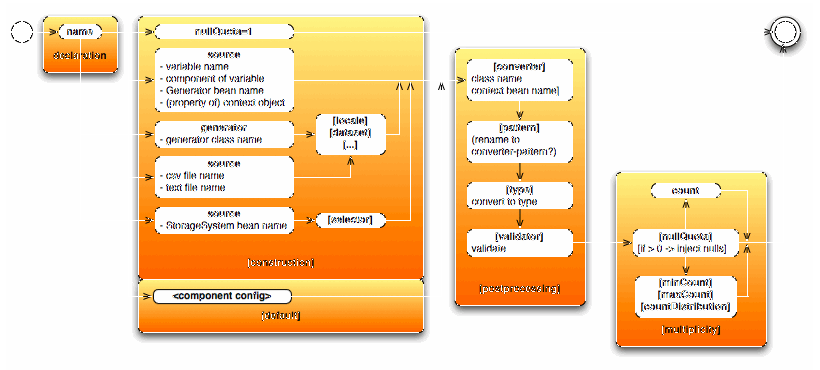 name
declaration
nullQuota=1
source
- variable name
- component of variable
- Generator bean name
- (property of) context object
generator
- generator class name
source
- csv file name
- text file name
source
- StorageSystem bean name
[locale]
[dataset]
[...]
[selector]
[construction]
<component config>
[default]
[converter]
class name
context bean name]
[pattern]
(rename to
converter-pattern?)
[type]
convert to type
[validator]
validate
[postprocessing]
count
[nullQuota]
[if > 0 -> inject nulls]
[minCount]
[maxCount]
[countDistribution]
[multiplicity]